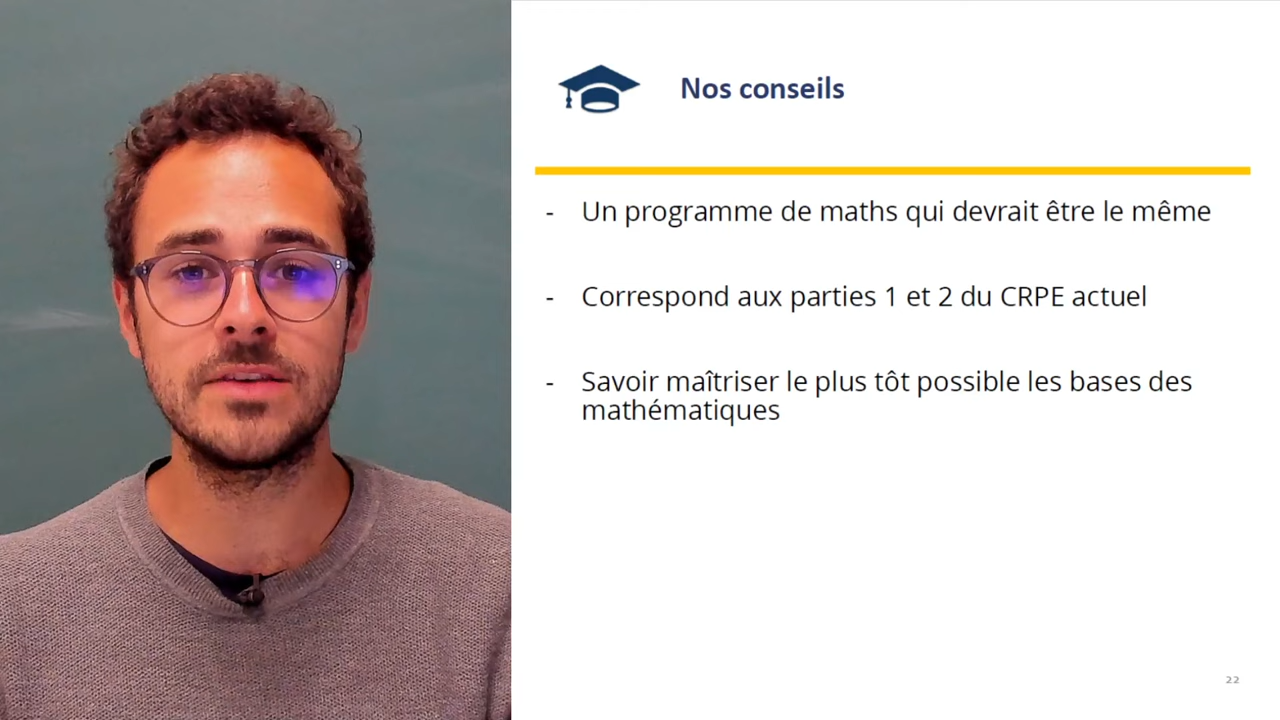 Nos conseils
- Un programme de maths qui devrait être le même
- Correspond aux parties 1 et 2 du CRPE actuel
- Savoir maîtriser le plus tôt possible les bases des
mathématiques
22